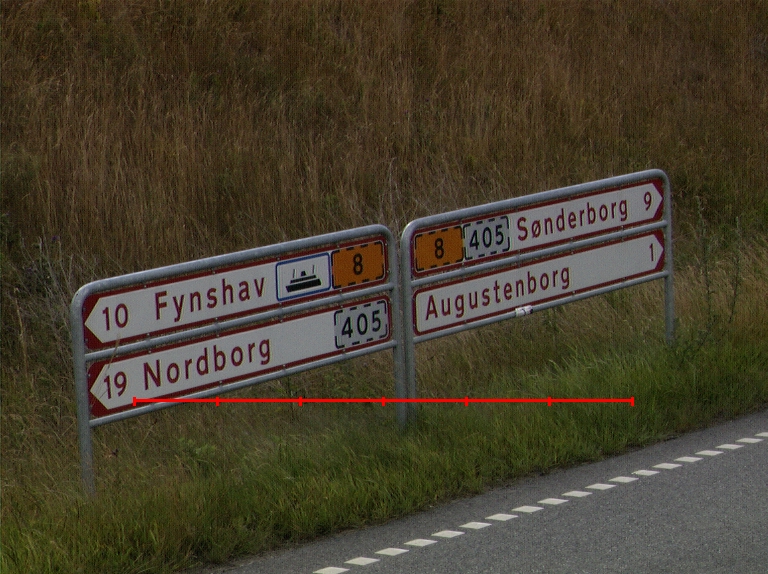 10 Fynshav 8
19 Nordborg 405
8 405 Sønderborg 9
Augustenborg 1